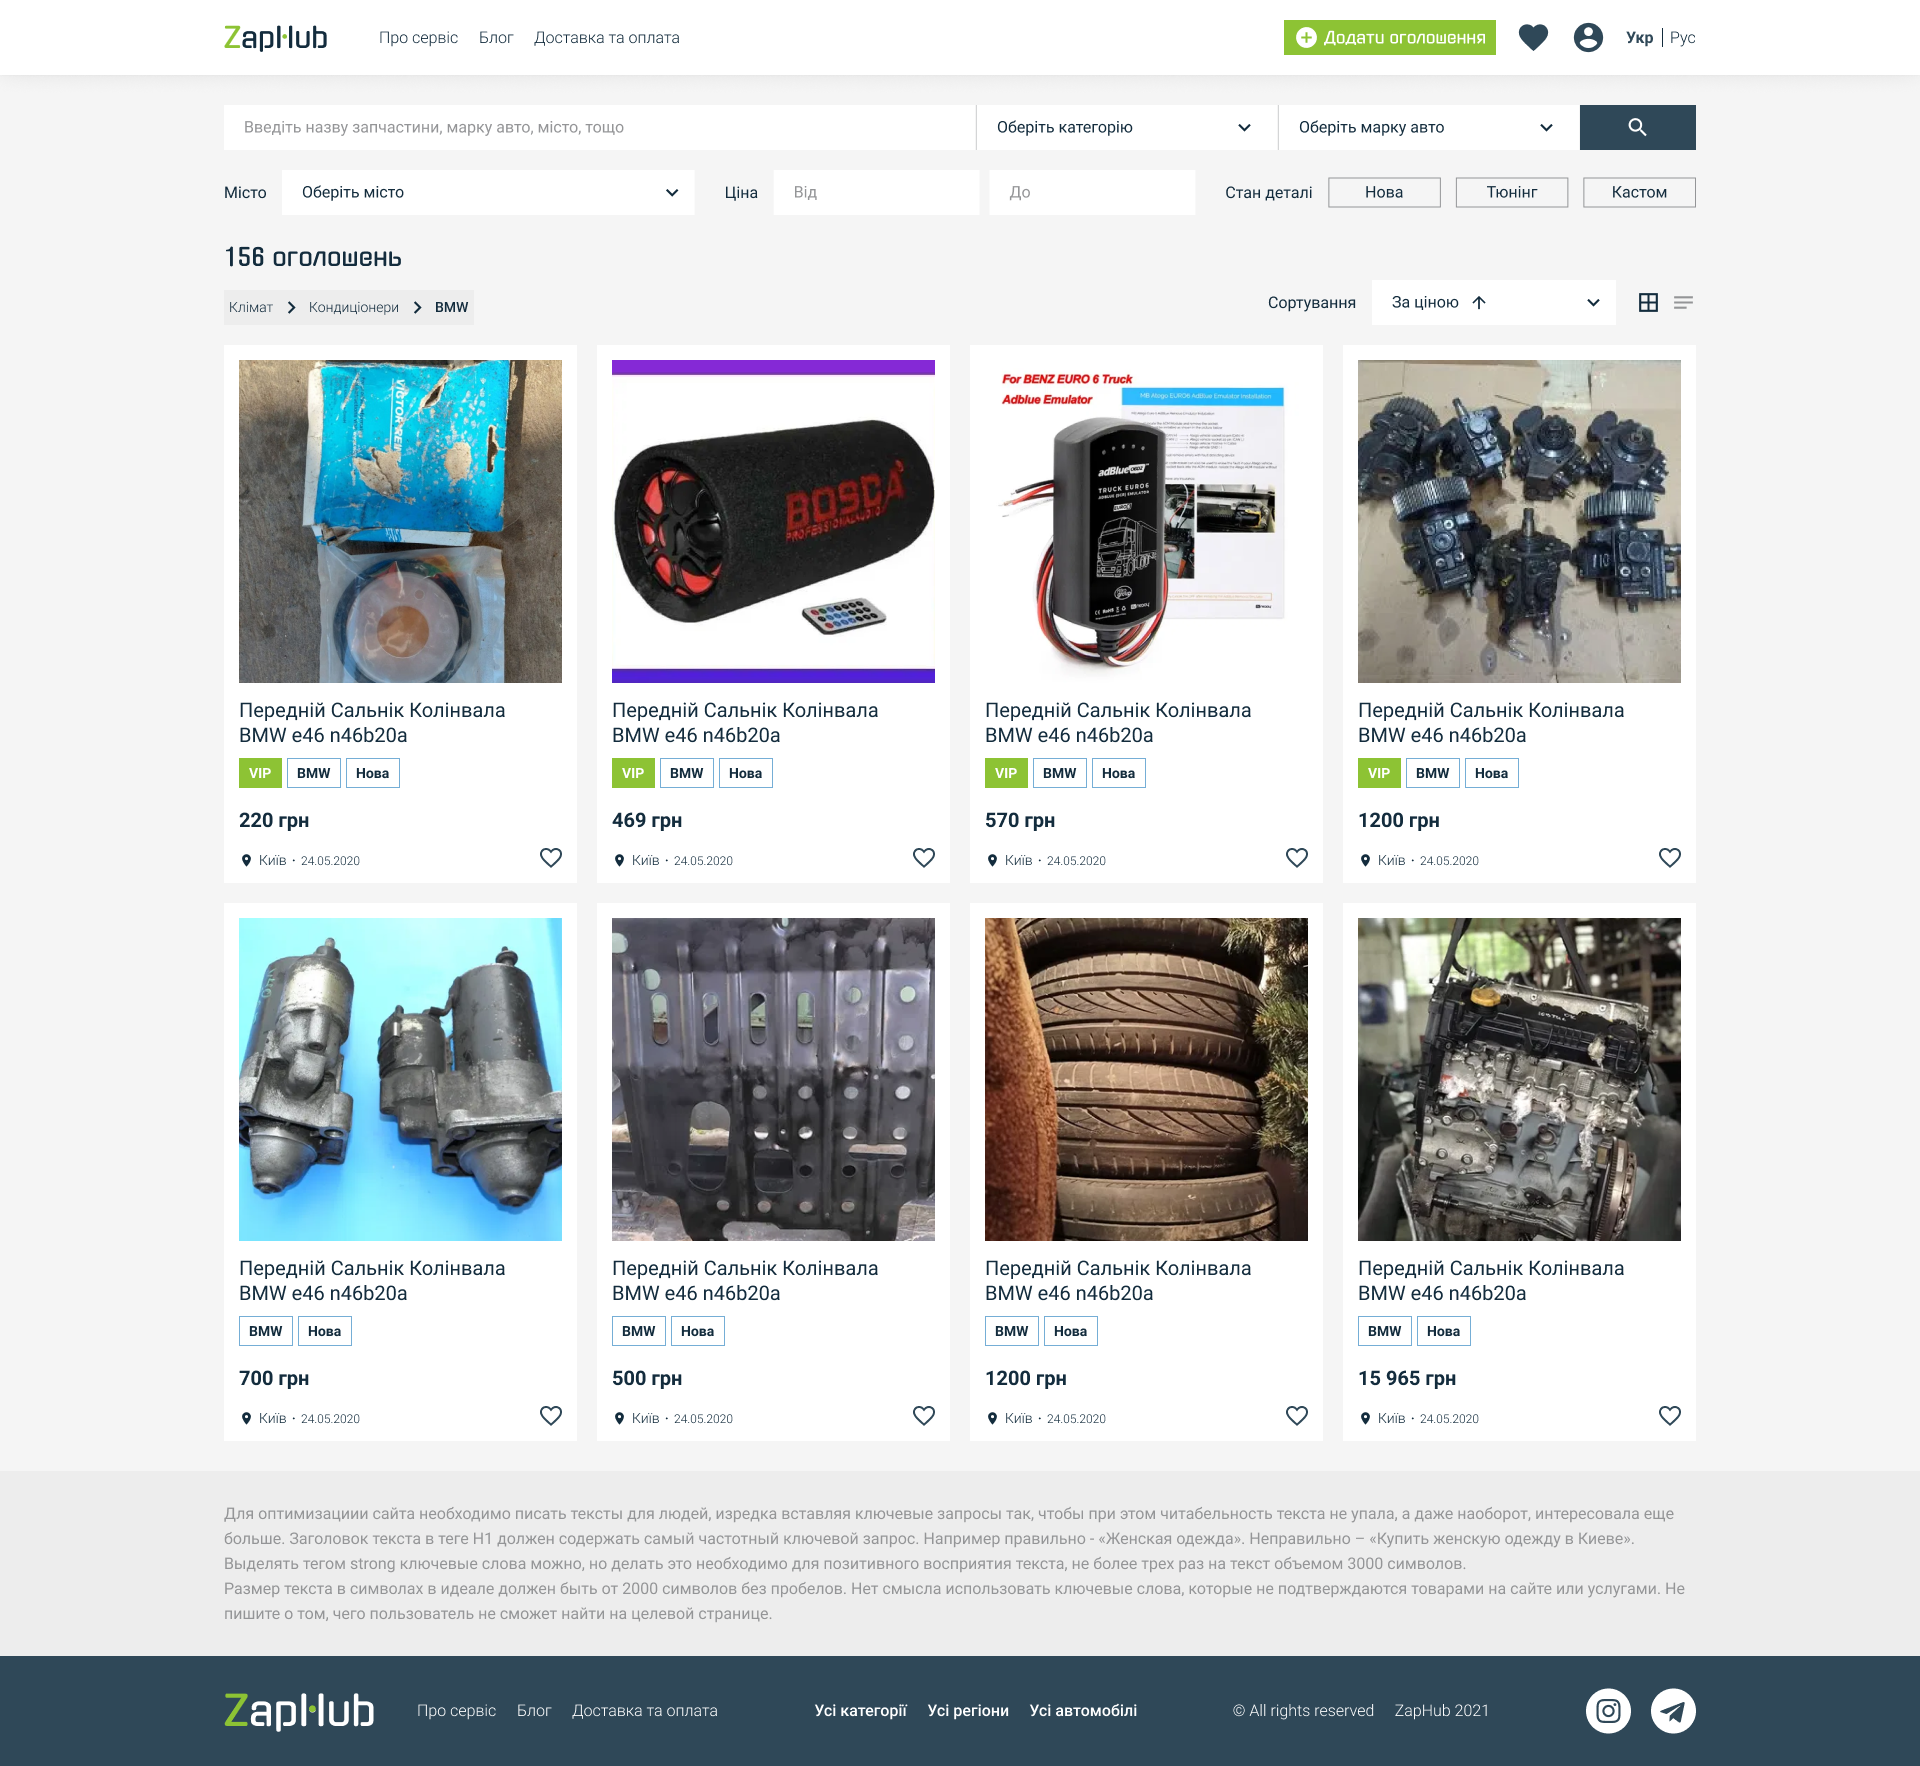 ZapHub
Про сервіс
Блог
Доставка та оплата
Додати оголошення
Укр
Рус
Введіть назву запчастини, марку авто, місто, тощо
Оберіть категорію
Оберіть марку авто
Місто
Оберіть місто
Ціна
Від
До
Стан деталі
Нова
Тюнінг
Кастом
156 оголошень
Клімат
Кондиціонери
BMW
Сортування
За ціною
BOSCA
PROFESSIONALAUDIO
For BENZ EURO 6 Truck
Adblue Emulator
MB Atego EURO6 AdBlue Emulator Installation
adBlue OBD2
TRUCK EURO6
ADBLUE (SCR) EMULATOR
Передній Сальнік Колінвала
BMW e46 n46b20a
VIP
BMW
Нова
220 грн
Київ · 24.05.2020
Передній Сальнік Колінвала
BMW e46 n46b20a
VIP
BMW
Нова
469 грн
Київ · 24.05.2020
Передній Сальнік Колінвала
BMW e46 n46b20a
VIP
BMW
Нова
570 грн
Київ · 24.05.2020
Передній Сальнік Колінвала
BMW e46 n46b20a
VIP
BMW
Нова
1200 грн
Київ · 24.05.2020
Передній Сальнік Колінвала
BMW e46 n46b20a
BMW
Нова
700 грн
Київ · 24.05.2020
Передній Сальнік Колінвала
BMW e46 n46b20a
BMW
Нова
500 грн
Київ · 24.05.2020
Передній Сальнік Колінвала
BMW e46 n46b20a
BMW
Нова
1200 грн
Київ · 24.05.2020
Передній Сальнік Колінвала
BMW e46 n46b20a
BMW
Нова
15 965 грн
Київ · 24.05.2020
Для оптимизациии сайта необходимо писать тексты для людей, изредка вставляя ключевые запросы так, чтобы при этом читабельность текста не упала, а даже наоборот, интересовала еще
больше. Заголовок текста в теге H1 должен содержать самый частотный ключевой запрос. Например правильно - «Женская одежда». Неправильно – «Купить женскую одежду в Киеве».
Выделять тегом strong ключевые слова можно, но делать это необходимо для позитивного восприятия текста, не более трех раз на текст объемом 3000 символов.
Размер текста в символах в идеале должен быть от 2000 символов без пробелов. Нет смысла использовать ключевые слова, которые не подтверждаются товарами на сайте или услугами. Не
пишите о том, чего пользователь не сможет найти на целевой странице.
ZapHub
Про сервіс
Блог
Доставка та оплата
Усі категорії
Усі регіони
Усі автомобілі
© All rights reserved
ZapHub 2021